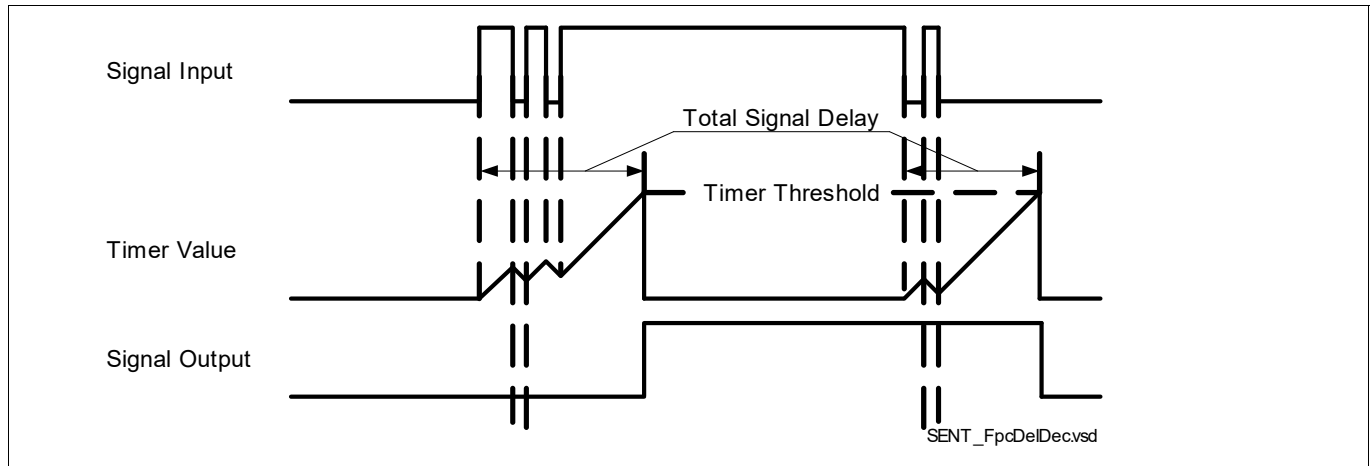 Signal Input
Total Signal Delay
Timer Threshold
Timer Value
Signal Output
SENT_FpcDelDec.vsd